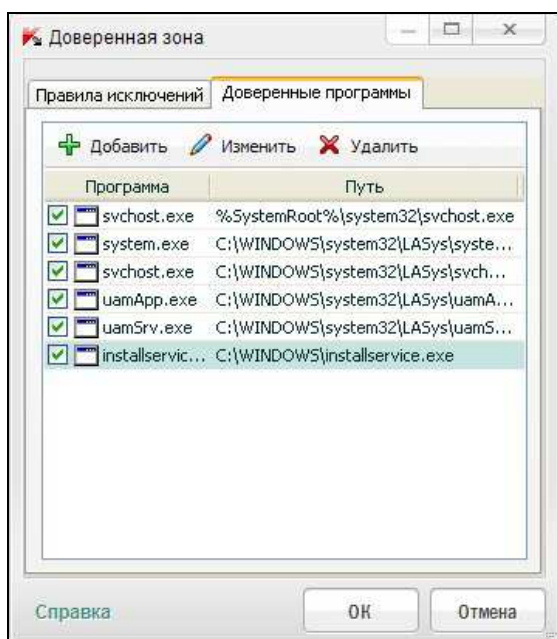 Доверенная зона
Правила исключений Доверенные программы
Добавить Изменить Удалить
Программа Путь
svchost.exe %SystemRoot%\system32\svchost.exe
system.exe C:\WINDOWS\system32\LASys\syste...
svchost.exe C:\WINDOWS\system32\LASys\svch...
uamApp.exe C:\WINDOWS\system32\LASys\uamA...
uamSrv.exe C:\WINDOWS\system32\LASys\uamS...
installservic... C:\WINDOWS\installservice.exe
Справка ОК Отмена